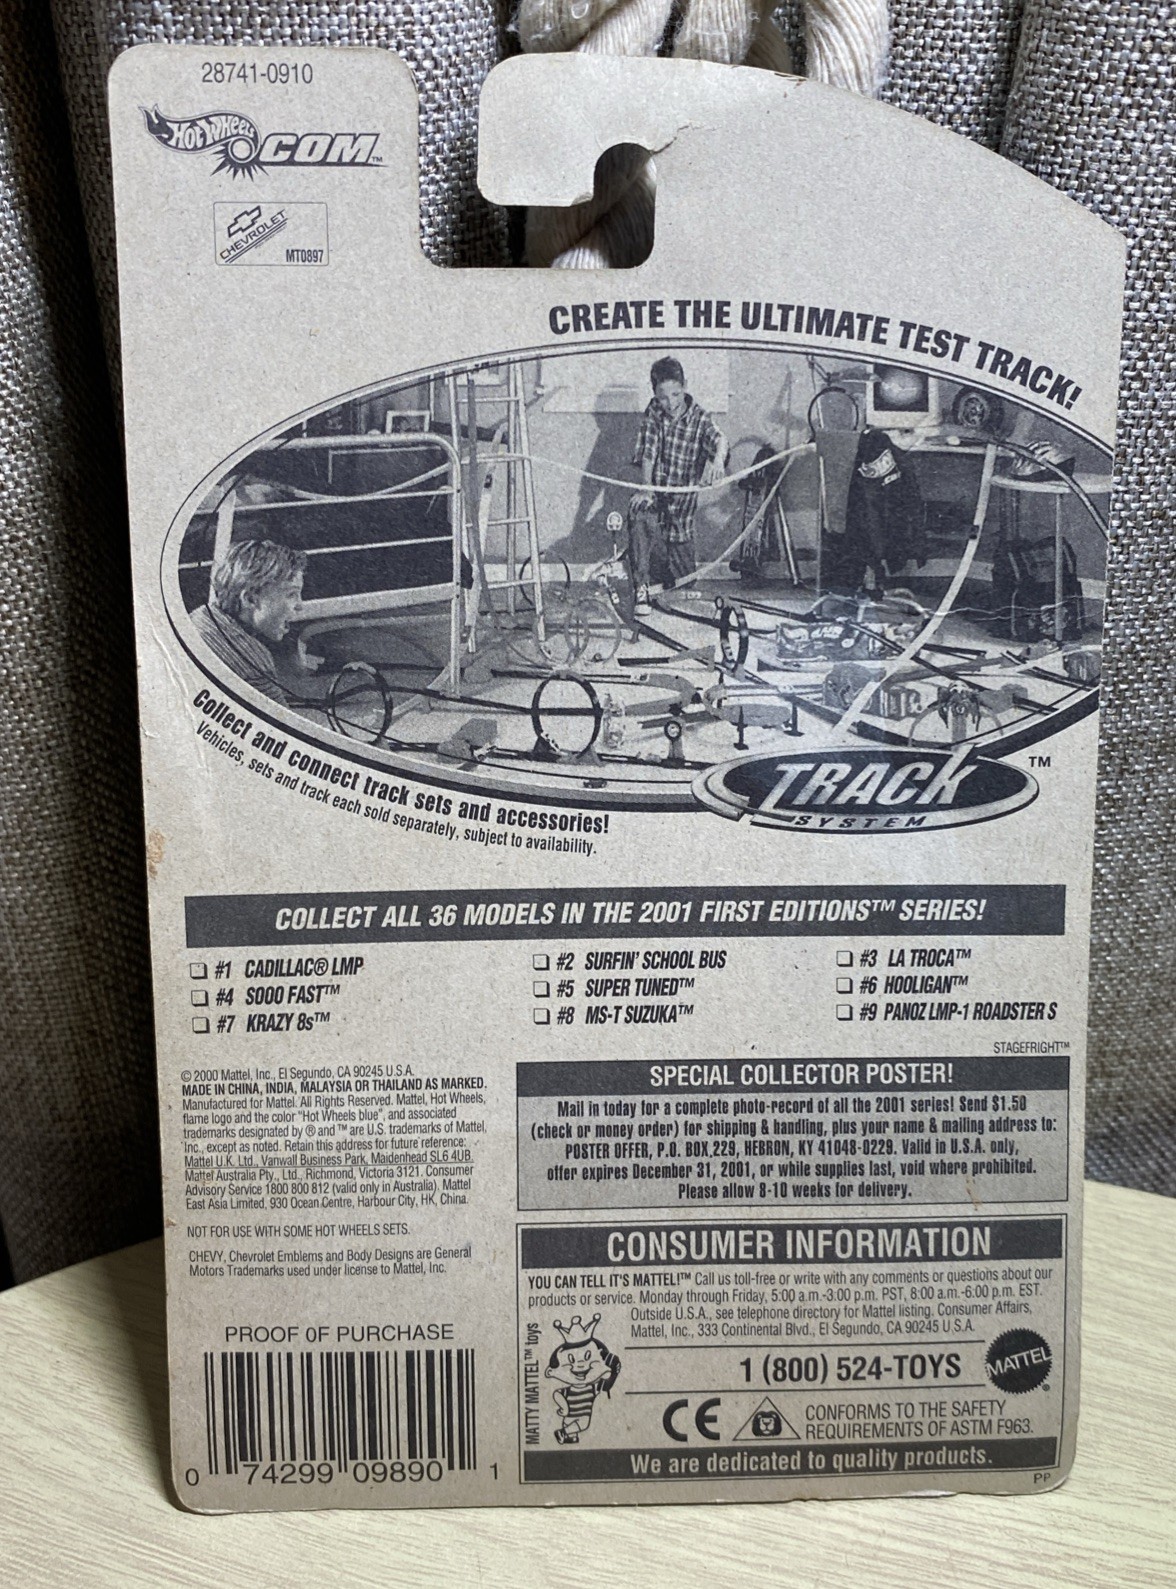 28741-0910
Hot Wheels
.COM™
CHEVROLET
MT0897
CREATE THE ULTIMATE TEST TRACK!
Collect and connect track sets and accessories!
Vehicles, sets and track each sold separately, subject to availability.
TRACK™
SYSTEM
COLLECT ALL 36 MODELS IN THE 2001 FIRST EDITIONS™ SERIES!
#1 CADILLAC® LMP
#2 SURFIN' SCHOOL BUS
#3 LA TROCA™
#4 SOOO FAST™
#5 SUPER TUNED™
#6 HOOLIGAN™
#7 KRAZY 8s™
#8 MS-T SUZUKA™
#9 PANOZ LMP-1 ROADSTER S
STAGEFRIGHT™
© 2000 Mattel, Inc., El Segundo, CA 90245 U.S.A.
MADE IN CHINA, INDIA, MALAYSIA OR THAILAND AS MARKED.
Manufactured for Mattel. All Rights Reserved. Mattel, Hot Wheels,
flame logo and the color "Hot Wheels blue", and associated
trademarks designated by ® and ™ are U.S. trademarks of Mattel,
Inc., except as noted. Retain this address for future reference:
Mattel U.K. Ltd., Vanwall Business Park, Maidenhead SL6 4UB.
Mattel Australia Pty., Ltd., Richmond, Victoria 3121. Consumer
Advisory Service 1800 800 812 (valid only in Australia). Mattel
East Asia Limited, 930 Ocean Centre, Harbour City, HK, China.
NOT FOR USE WITH SOME HOT WHEELS SETS.
CHEVY, Chevrolet Emblems and Body Designs are General
Motors Trademarks used under license to Mattel, Inc.
PROOF OF PURCHASE
0 74299 09890 1
SPECIAL COLLECTOR POSTER!
Mail in today for a complete photo-record of all the 2001 series! Send $1.50
(check or money order) for shipping & handling, plus your name & mailing address to:
POSTER OFFER, P.O. BOX 229, HEBRON, KY 41048-0229. Valid in U.S.A. only,
offer expires December 31, 2001, or while supplies last, void where prohibited.
Please allow 8-10 weeks for delivery.
CONSUMER INFORMATION
YOU CAN TELL IT'S MATTEL!™ Call us toll-free or write with any comments or questions about our
products or service. Monday through Friday, 5:00 a.m.-3:00 p.m. PST, 8:00 a.m.-6:00 p.m. EST.
Outside U.S.A., see telephone directory for Mattel listing. Consumer Affairs,
Mattel, Inc., 333 Continental Blvd., El Segundo, CA 90245 U.S.A.
MATTY MATTEL™ toys
1 (800) 524-TOYS
MATTEL®
CE
CONFORMS TO THE SAFETY
REQUIREMENTS OF ASTM F963.
We are dedicated to quality products.
PP